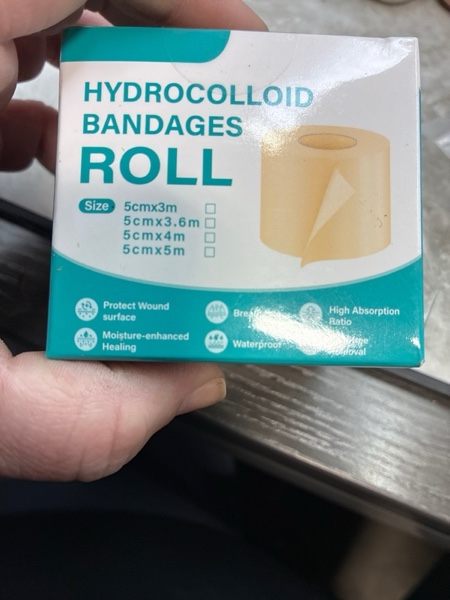 HYDROCOLLOID
BANDAGES
ROLL
Size 5cmx3m
5cmx3.6m
5cmx4m
5cmx5m
Protect Wound
surface
High Absorption
Ratio
Moisture-enhanced
Healing
Waterproof